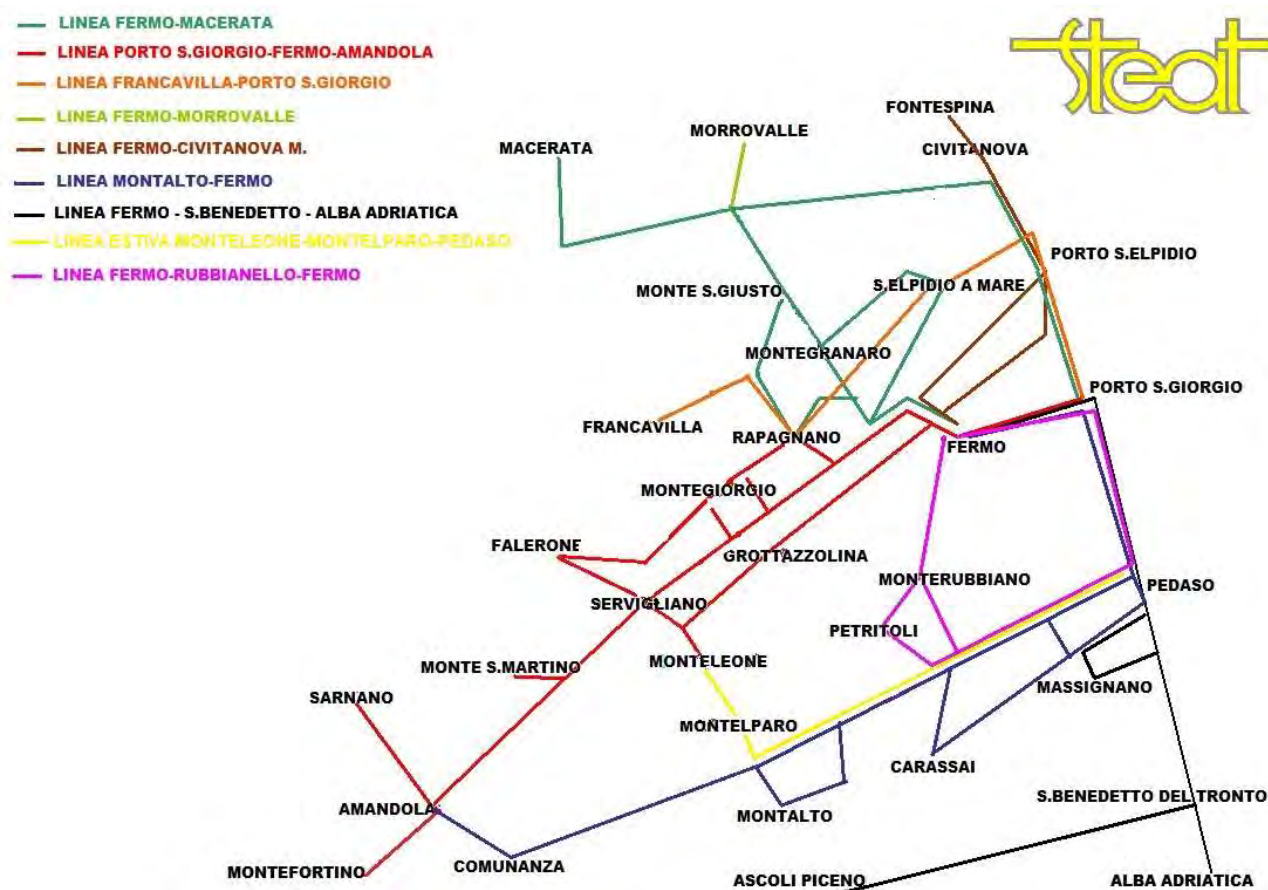 LINEA FERMO-MACERATA
LINEA PORTO S.GIORGIO-FERMO-AMANDOLA
LINEA FRANCAVILLA-PORTO S.GIORGIO
LINEA FERMO-MORROVALLE
LINEA FERMO-CIVITANOVA M.
LINEA MONTALTO-FERMO
LINEA FERMO - S.BENEDETTO - ALBA ADRIATICA
LINEA ESTIVA MONTELEONE-MONTELPARO-PEDASO
LINEA FERMO-RUBBIANELLO-FERMO
Steat
FONTESPINA
MORROVALLE
MACERATA
CIVITANOVA
PORTO S.ELPIDIO
MONTE S.GIUSTO
S.ELPIDIO A MARE
MONTEGRANARO
PORTO S.GIORGIO
FRANCAVILLA
RAPAGNANO
FERMO
MONTEGIORGIO
FALERONE
GROTTAZZOLINA
MONTERUBBIANO
PEDASO
SERVIGLIANO
PETRITOLI
MONTE S.MARTINO
MONTELEONE
MASSIGNANO
SARNANO
MONTELPARO
CARASSAI
S.BENEDETTO DEL TRONTO
AMANDOLA
MONTALTO
MONTEFORTINO
COMUNANZA
ASCOLI PICENO
ALBA ADRIATICA